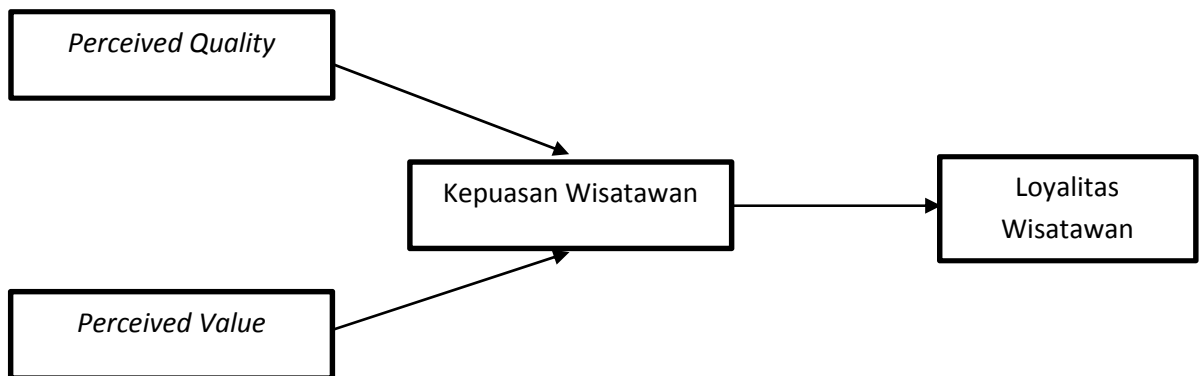 Perceived Quality
Kepuasan Wisatawan
Loyalitas
Wisatawan
Perceived Value